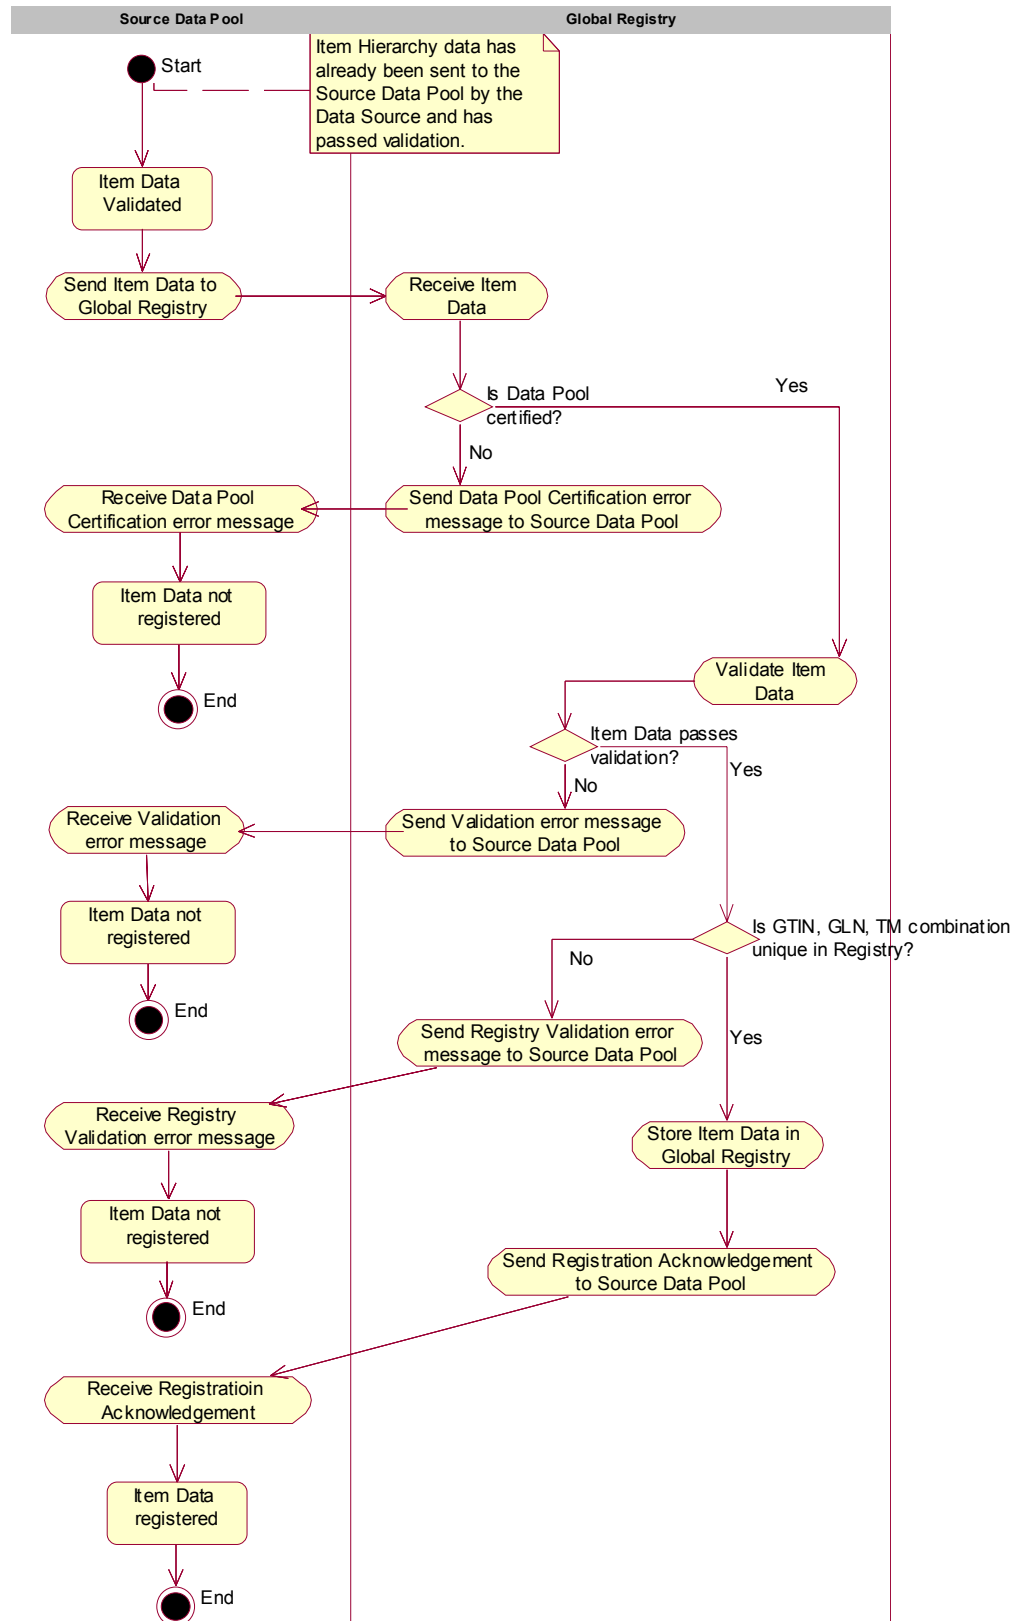 Source Data Pool
Global Registry
Start
Item Hierarchy data has
already been sent to the
Source Data Pool by the
Data Source and has
passed validation.
Item Data
Validated
Send Item Data to
Global Registry
Receive Item
Data
Is Data Pool
certified?
Yes
No
Receive Data Pool
Certification error message
Send Data Pool Certification error
message to Source Data Pool
Item Data not
registered
End
Validate Item
Data
Item Data passes
validation?
Yes
No
Receive Validation
error message
Send Validation error message
to Source Data Pool
Item Data not
registered
End
Is GTIN, GLN, TM combination
unique in Registry?
No
Yes
Send Registry Validation error
message to Source Data Pool
Receive Registry
Validation error message
Store Item Data in
Global Registry
Item Data not
registered
End
Send Registration Acknowledgement
to Source Data Pool
Receive Registratioin
Acknowledgement
Item Data
registered
End